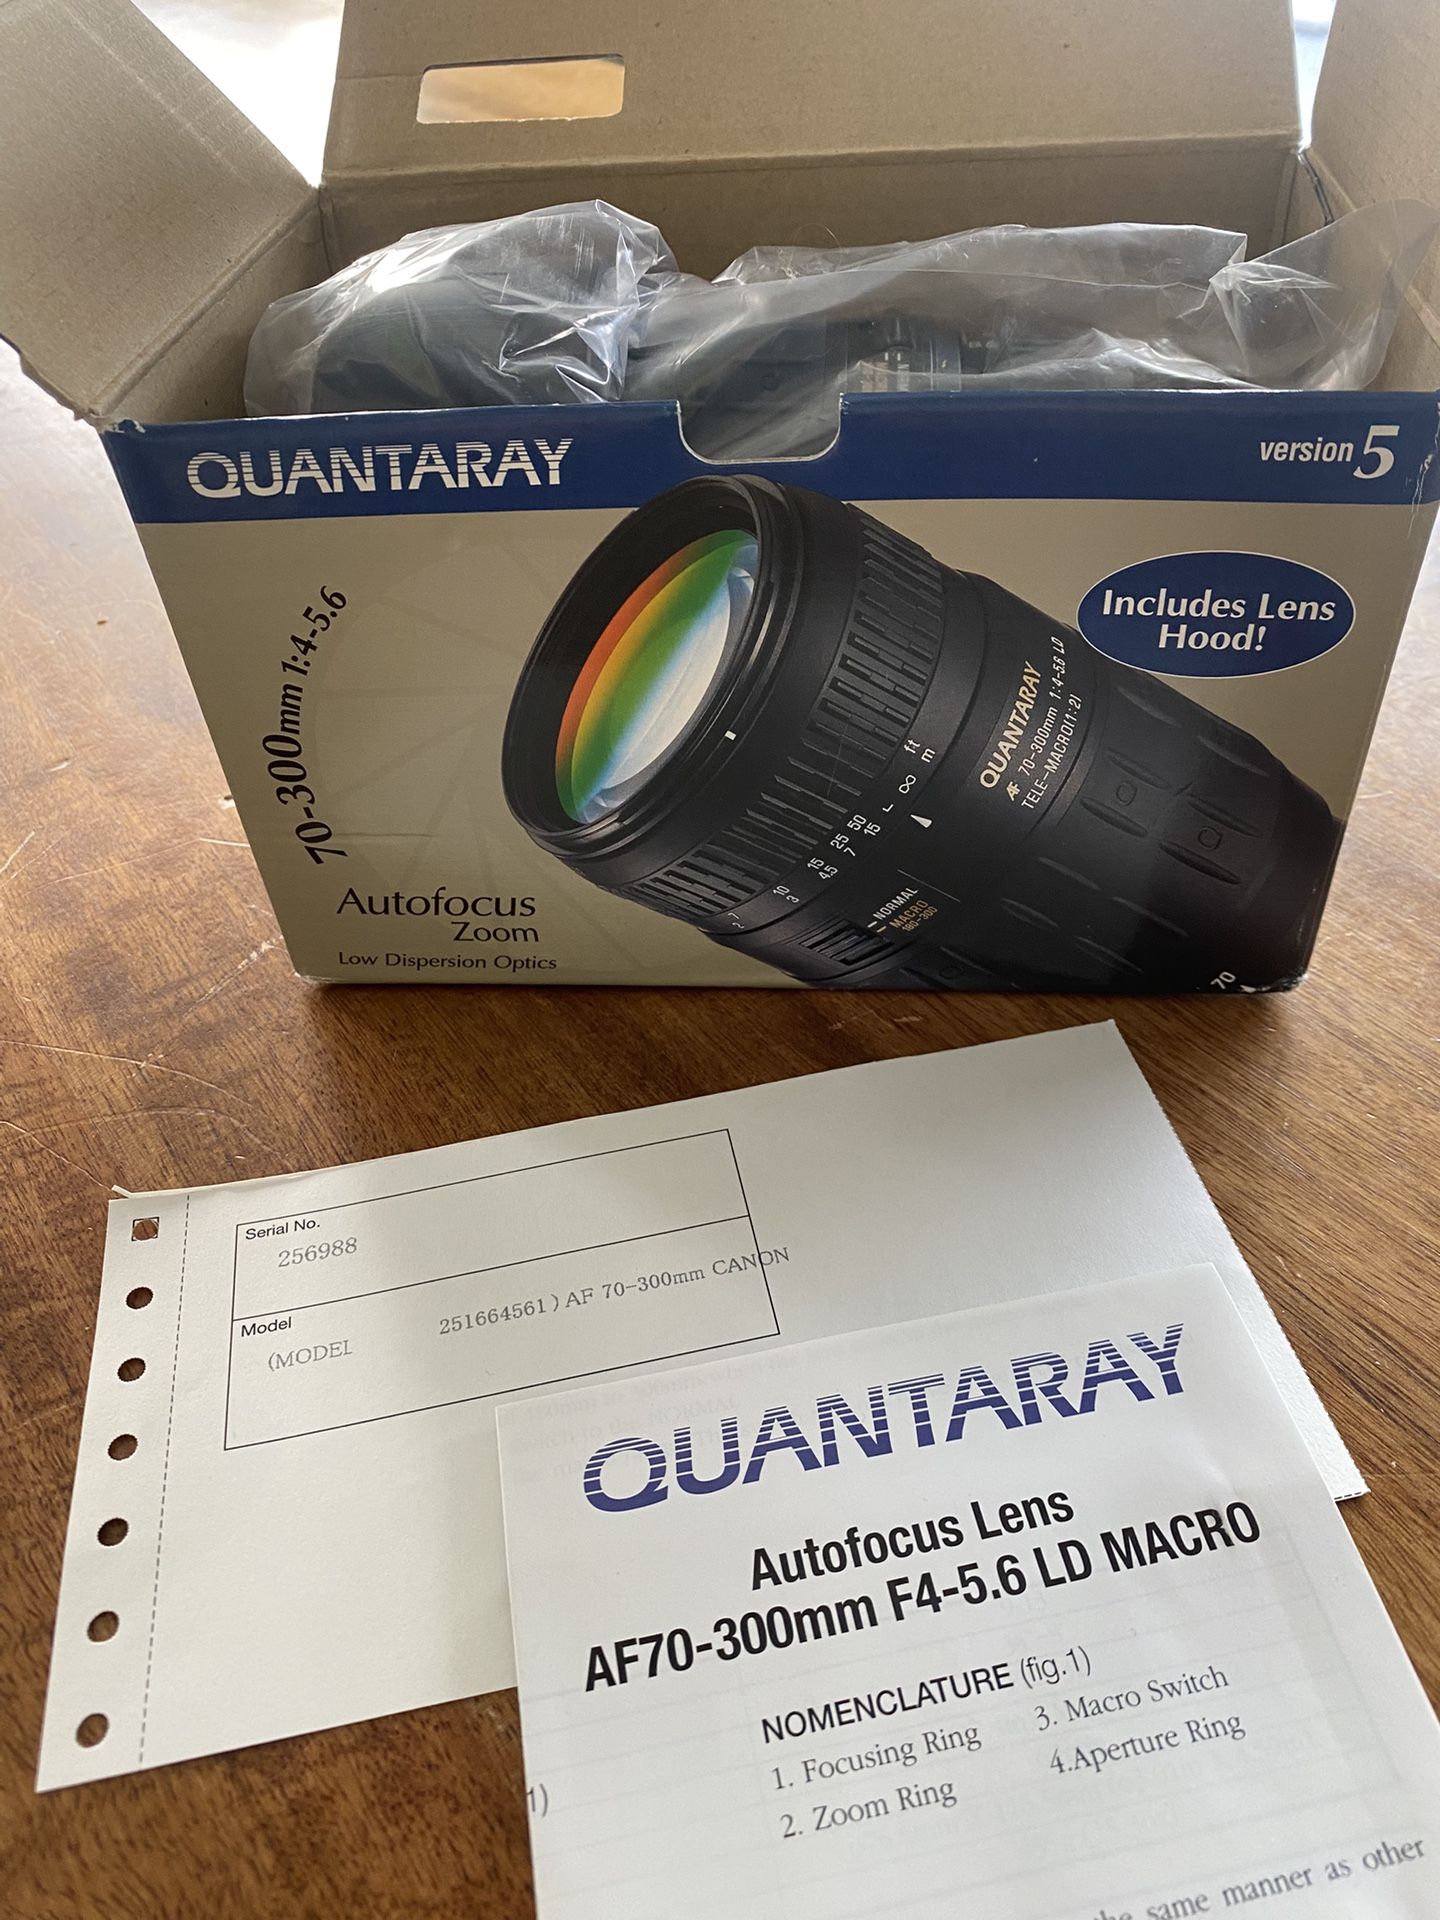 QUANTARAY
version 5
70-300mm 1:4-5.6
Includes Lens
Hood!
QUANTARAY
AF 70-300mm 1:4-5.6 LD
TELE-MACRO(1:2)
ft
m
∞
50
25
15
10
7
15
7
4.5
3
2
NORMAL
MACRO
180-300
70
Autofocus
Zoom
Low Dispersion Optics
Serial No.
256988
Model
(MODEL 251664561) AF 70-300mm CANON
QUANTARAY
Autofocus Lens
AF70-300mm F4-5.6 LD MACRO
NOMENCLATURE (fig.1)
1. Focusing Ring
2. Zoom Ring
3. Macro Switch
4.Aperture Ring
1)
same manner as other